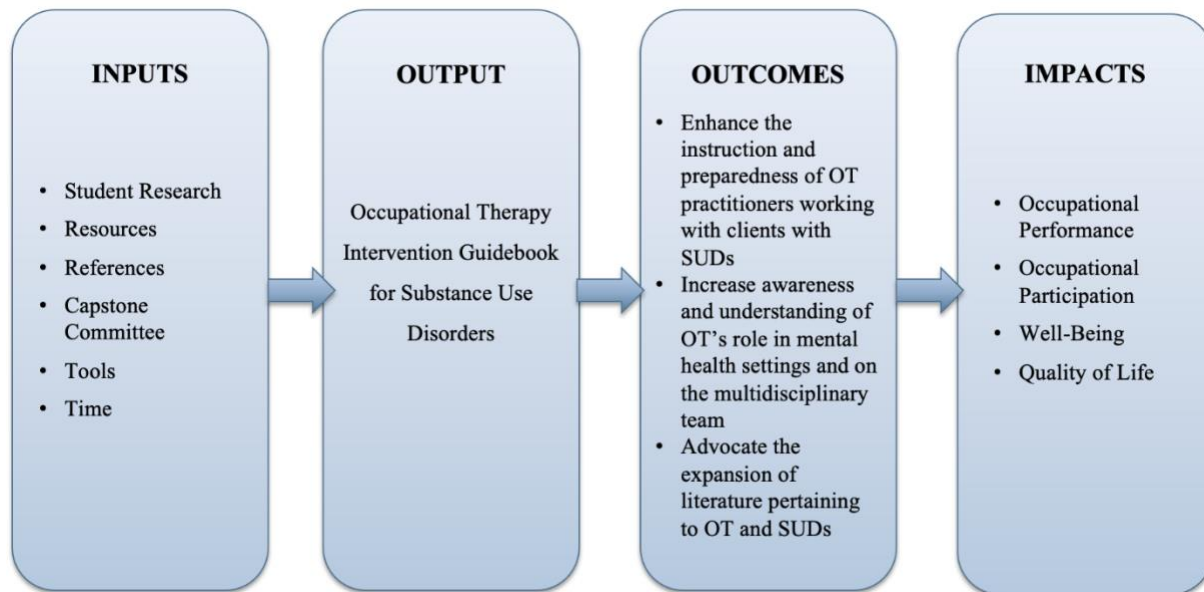 INPUTS
• Student Research
• Resources
• References
• Capstone
Committee
• Tools
• Time
OUTPUT
Occupational Therapy
Intervention Guidebook
for Substance Use
Disorders
OUTCOMES
• Enhance the
instruction and
preparedness of OT
practitioners working
with clients with
SUDs
• Increase awareness
and understanding of
OT’s role in mental
health settings and on
the multidisciplinary
team
• Advocate the
expansion of
literature pertaining
to OT and SUDs
IMPACTS
• Occupational
Performance
• Occupational
Participation
• Well-Being
• Quality of Life